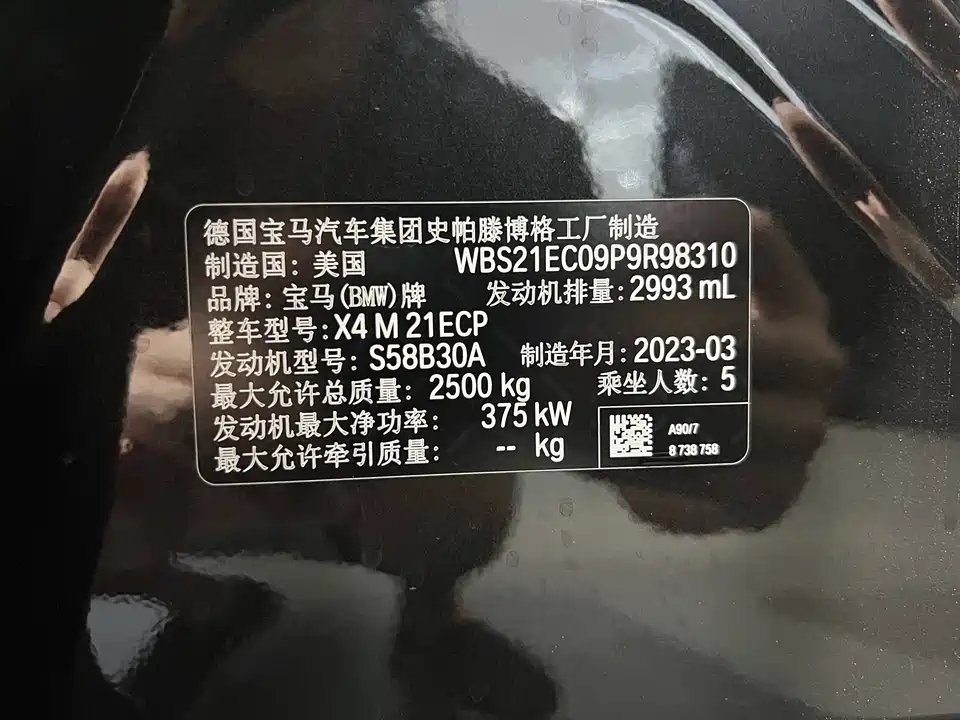 德国宝马汽车集团史帕滕博格工厂制造
制造国：美国 WBS21EC09P9R98310
品牌：宝马(BMW)牌 发动机排量：2993 mL
整车型号：X4 M 21ECP
发动机型号：S58B30A 制造年月：2023-03
最大允许总质量：2500 kg 乘坐人数：5
发动机最大净功率：375 kW
最大允许牵引质量：-- kg
A90/7
8 738 758